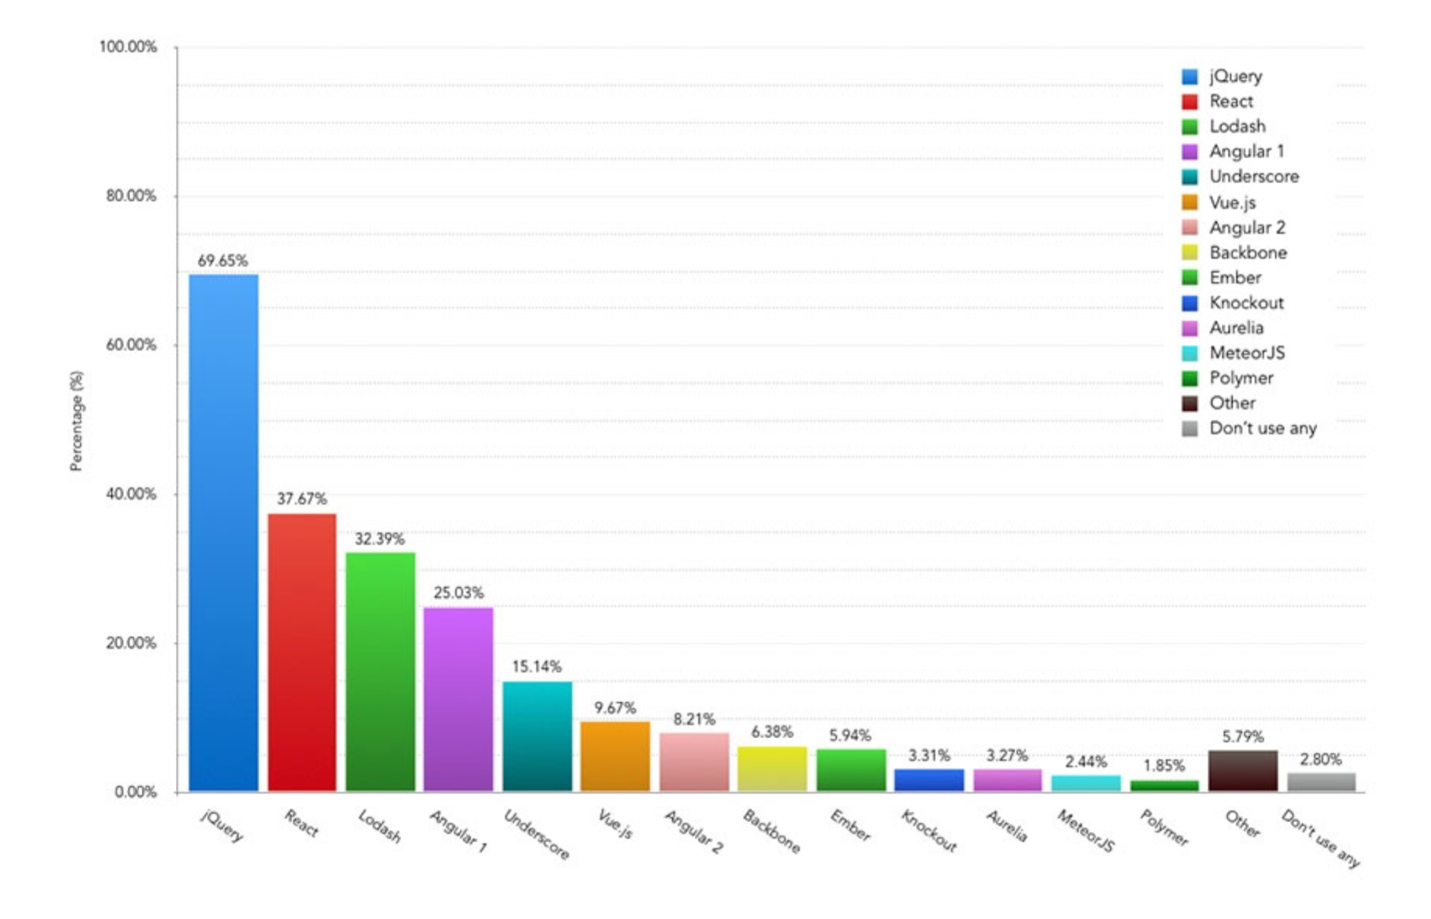 100.00%
80.00%
60.00%
40.00%
20.00%
0.00%
Percentage (%)
69.65%
37.67%
32.39%
25.03%
15.14%
9.67%
8.21%
6.38%
5.94%
3.31%
3.27%
2.44%
1.85%
5.79%
2.80%
jQuery
React
Lodash
Angular 1
Underscore
Vue.js
Angular 2
Backbone
Ember
Knockout
Aurelia
MeteorJS
Polymer
Other
Don't use any
jQuery
React
Lodash
Angular 1
Underscore
Vue.js
Angular 2
Backbone
Ember
Knockout
Aurelia
MeteorJS
Polymer
Other
Don't use any